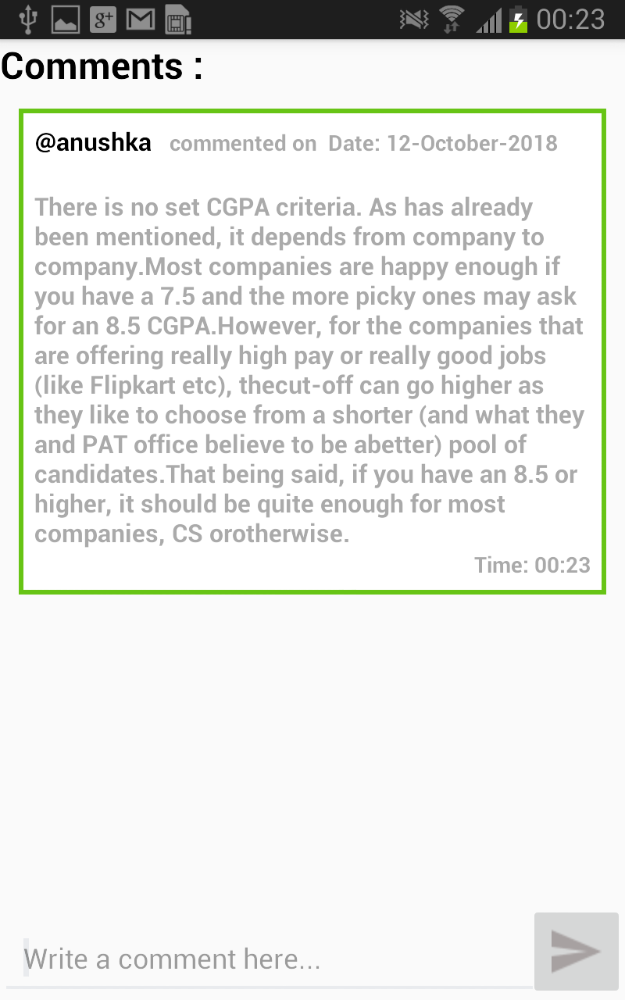 g+ 00:23
Comments :
@anushka commented on Date: 12-October-2018
There is no set CGPA criteria. As has already
been mentioned, it depends from company to
company.Most companies are happy enough if
you have a 7.5 and the more picky ones may ask
for an 8.5 CGPA.However, for the companies that
are offering really high pay or really good jobs
(like Flipkart etc), thecut-off can go higher as
they like to choose from a shorter (and what they
and PAT office believe to be abetter) pool of
candidates.That being said, if you have an 8.5 or
higher, it should be quite enough for most
companies, CS orotherwise.
Time: 00:23
Write a comment here...